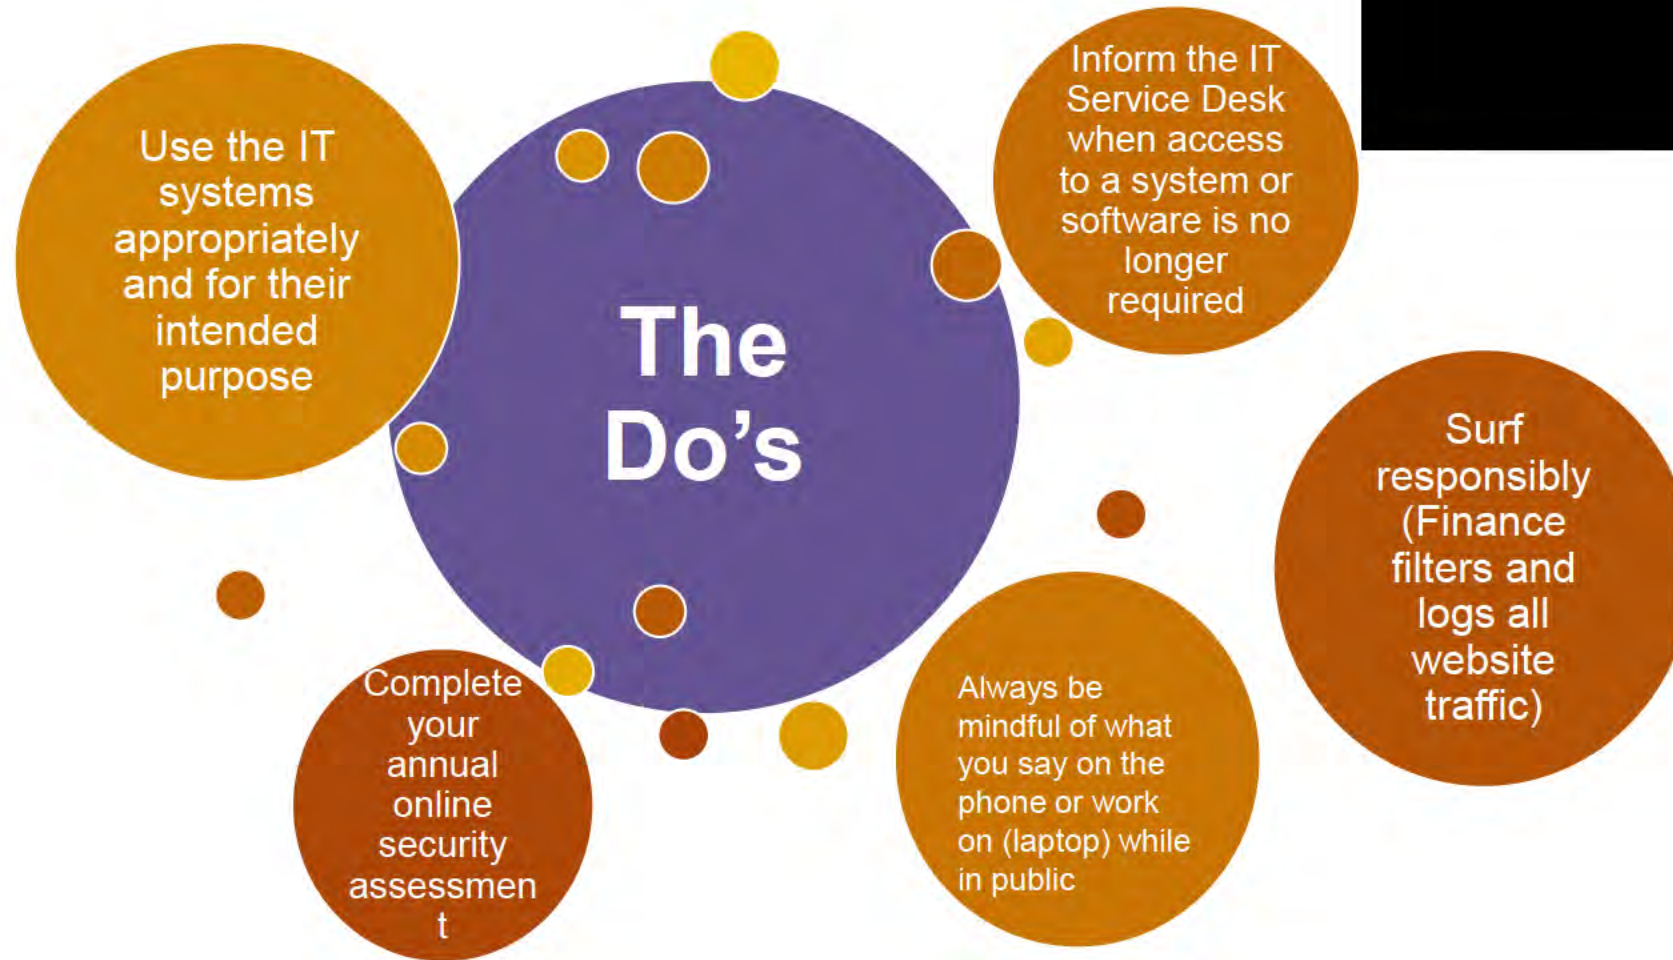 Use the IT
systems
appropriately
and for their
intended
purpose
The
Do’s
Inform the IT
Service Desk
when access
to a system or
software is no
longer
required
Surf
responsibly
(Finance
filters and
logs all
website
traffic)
Always be
mindful of what
you say on the
phone or work
on (laptop) while
in public
Complete
your
annual
online
security
assessmen
t